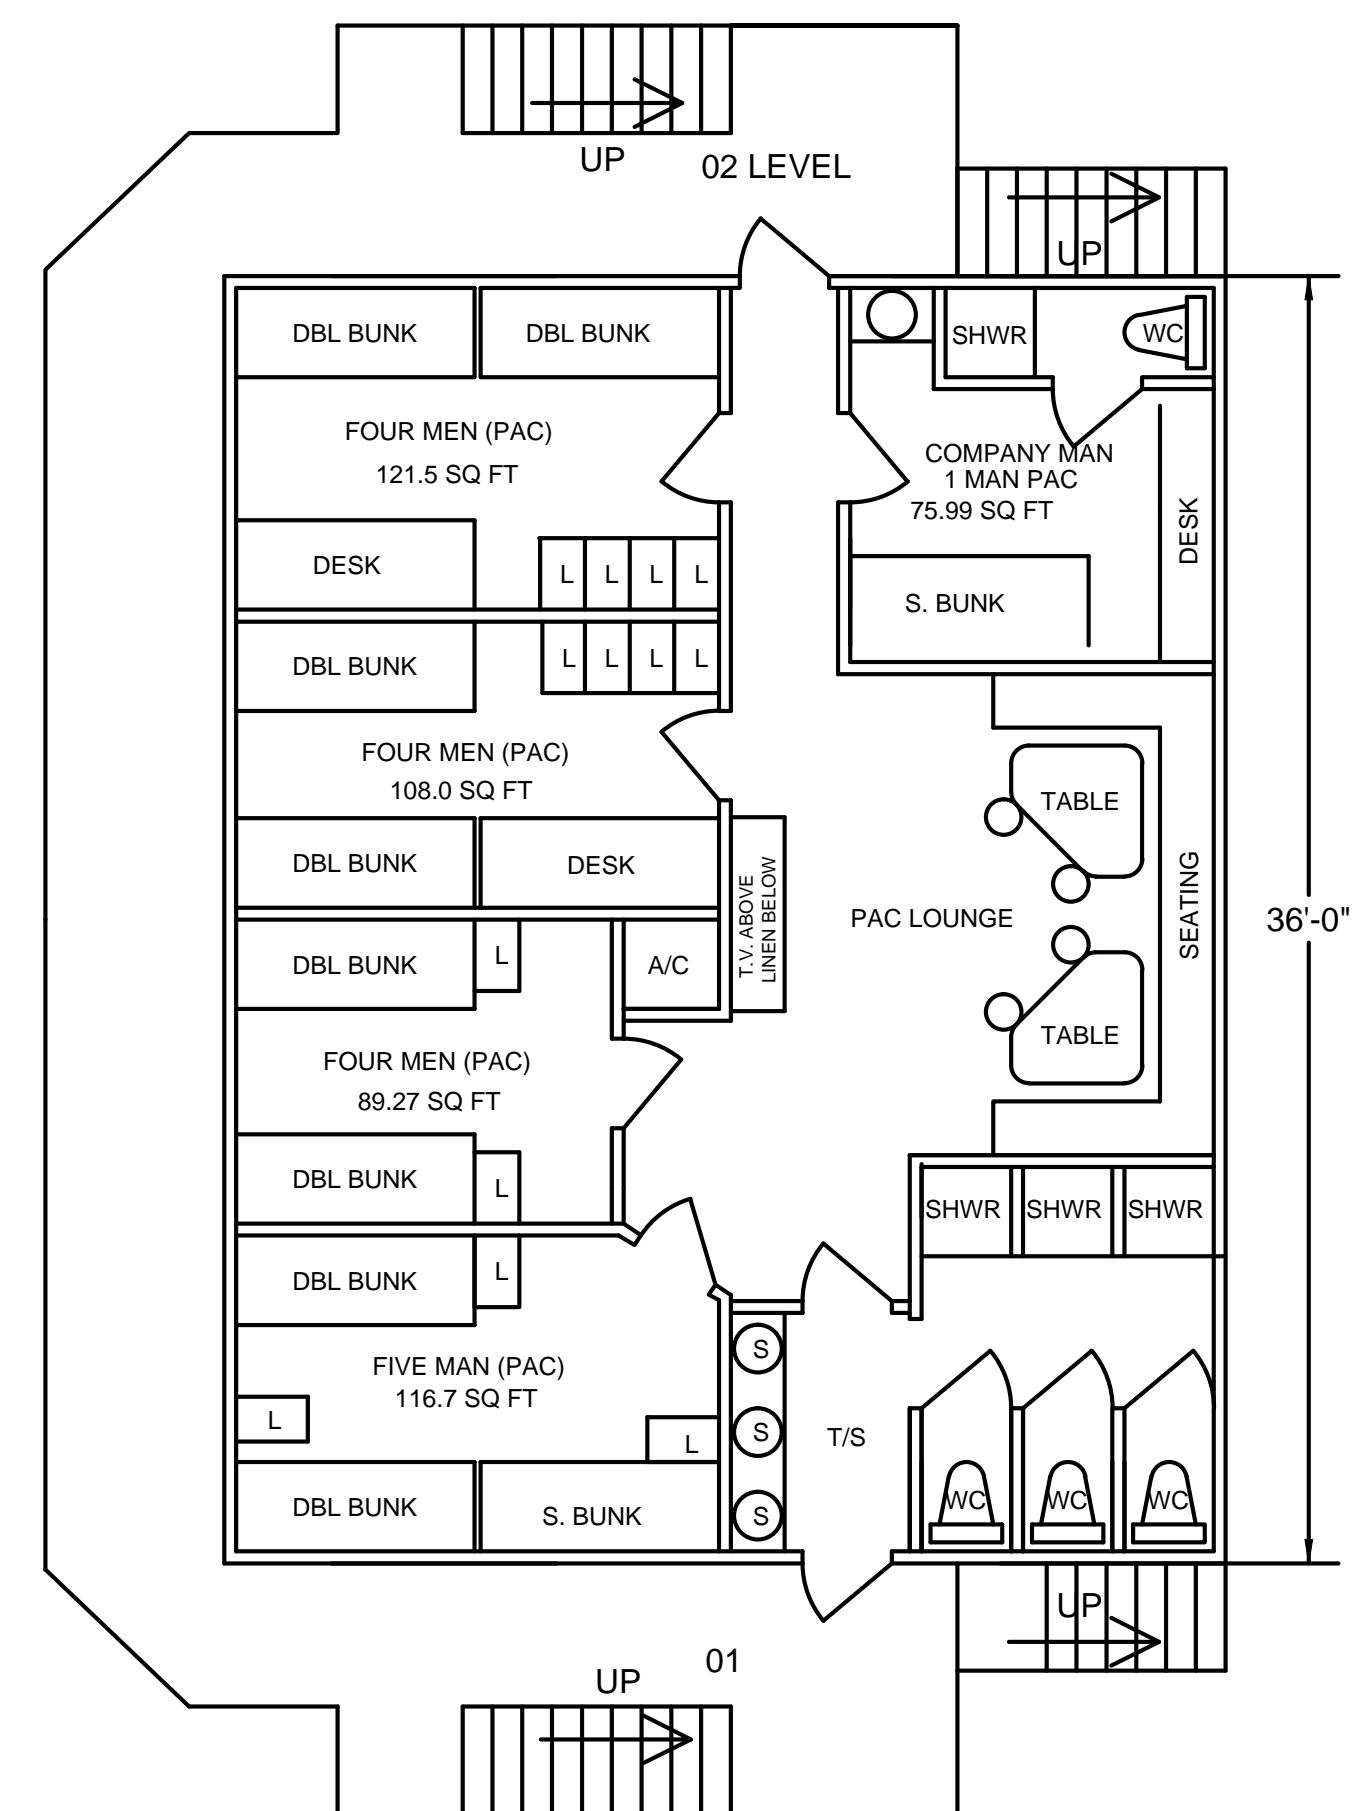 UP
02 LEVEL
UP
DBL BUNK
DBL BUNK
SHWR
WC
FOUR MEN (PAC)
121.5 SQ FT
COMPANY MAN
1 MAN PAC
75.99 SQ FT
DESK
DESK
L
L
L
L
S. BUNK
DBL BUNK
L
L
L
L
FOUR MEN (PAC)
108.0 SQ FT
TABLE
DBL BUNK
DESK
T.V. ABOVE
LINEN BELOW
PAC LOUNGE
SEATING
36'-0"
DBL BUNK
L
A/C
TABLE
FOUR MEN (PAC)
89.27 SQ FT
DBL BUNK
L
SHWR
SHWR
SHWR
DBL BUNK
L
S
FIVE MAN (PAC)
116.7 SQ FT
L
L
S
T/S
DBL BUNK
S. BUNK
S
WC
WC
WC
UP
01
UP